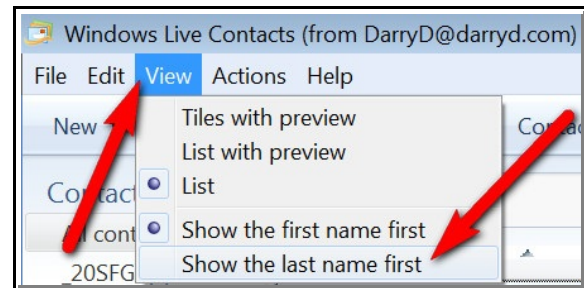 Windows Live Contacts (from DarryD@darryd.com)
File Edit View Actions Help
New
Tiles with preview
List with preview
List
Show the first name first
Show the last name first
_20SFG